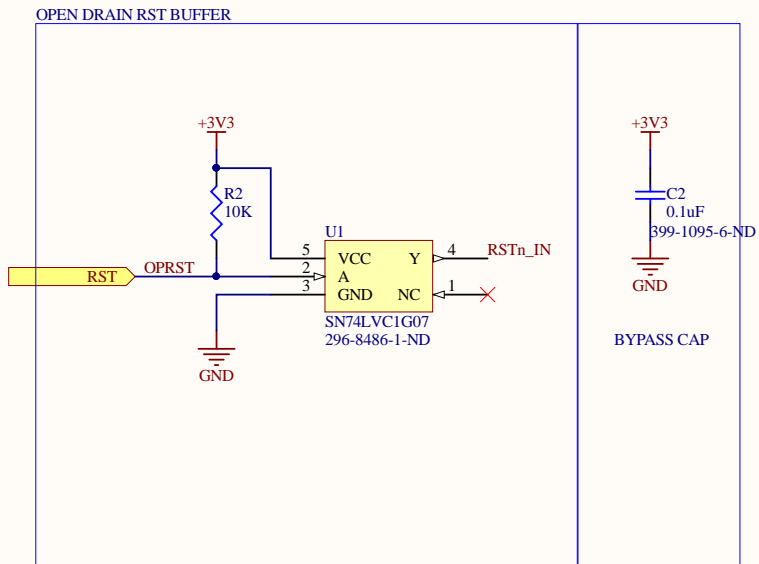 OPEN DRAIN RST BUFFER
+3V3
R2
10K
U1
5
VCC
Y
4
RSTn_IN
RST
OPRST
2
A
3
GND
NC
1
SN74LVC1G07
296-8486-1-ND
GND
+3V3
C2
0.1uF
399-1095-6-ND
GND
BYPASS CAP